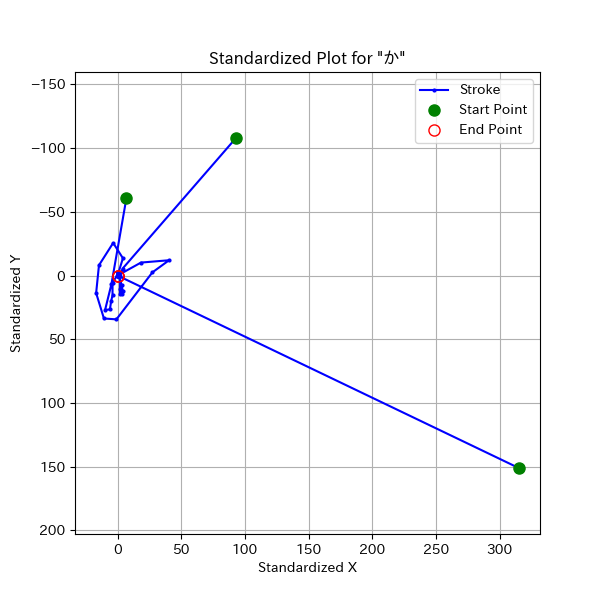 Standardized Plot for "か"
Stroke
Start Point
End Point
−150
−100
−50
0
50
100
150
200
Standardized Y
0 50 100 150 200 250 300
Standardized X